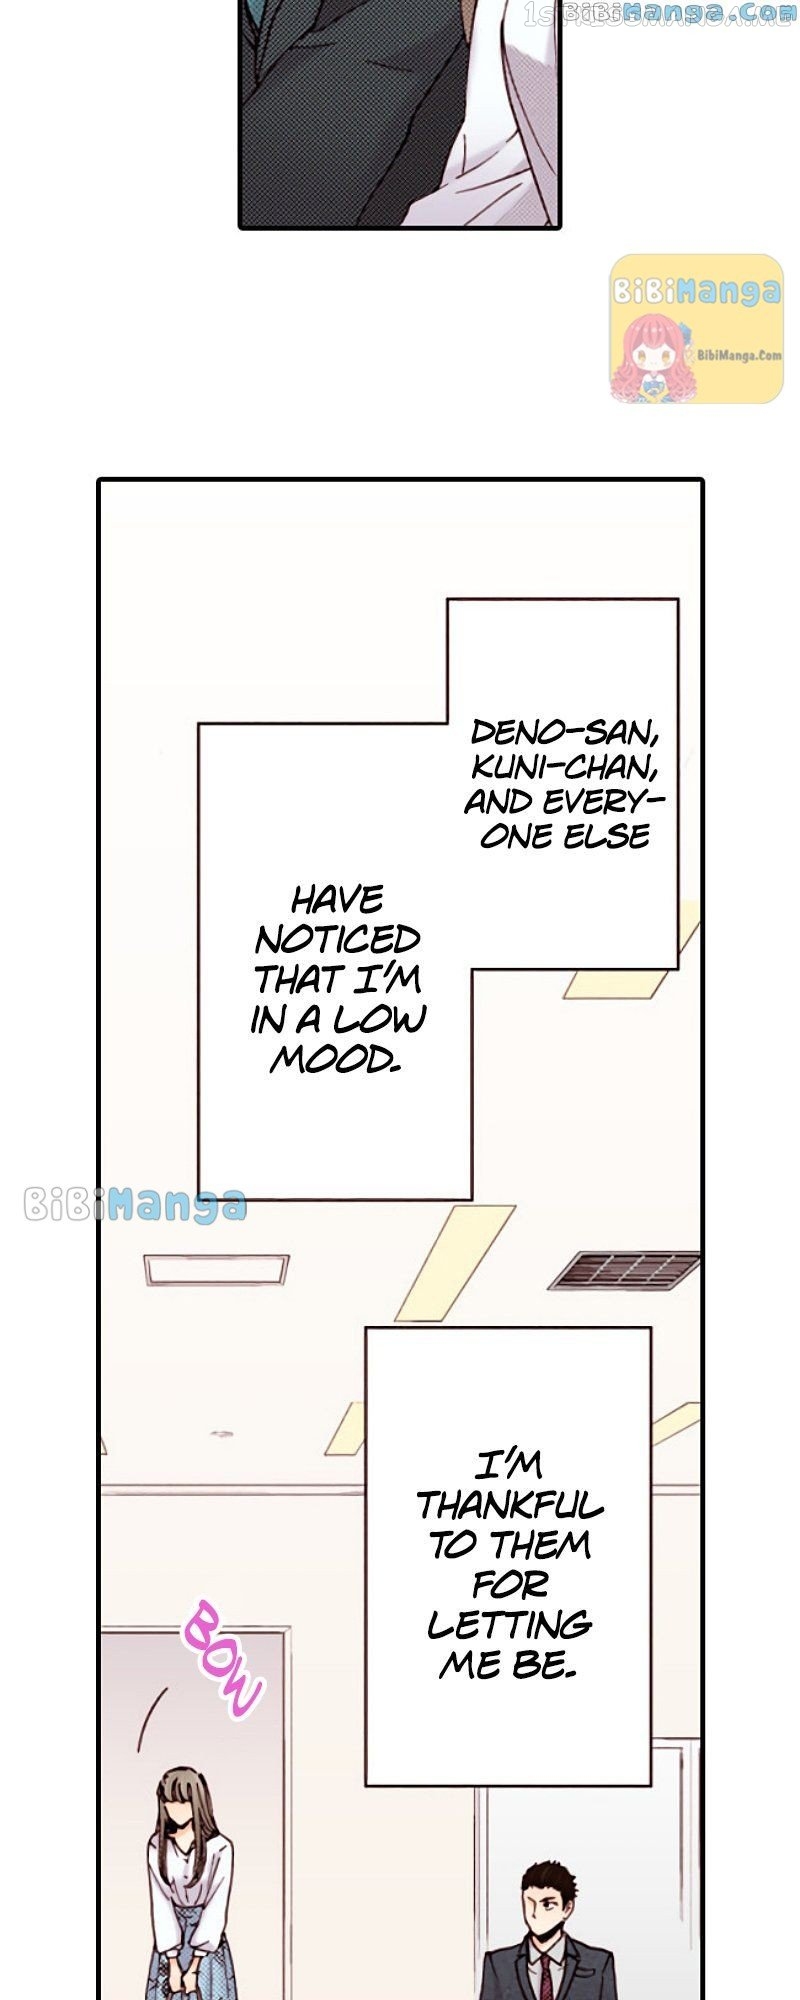 BiBiManga.Com
BiBiManga
BibiManga.Com
DENO-SAN,
KUNI-CHAN,
AND EVERY-
ONE ELSE
HAVE
NOTICED
THAT I'M
IN A LOW
MOOD.
BiBiManga
I'M
THANKFUL
TO THEM
FOR
LETTING
ME BE.
BOW